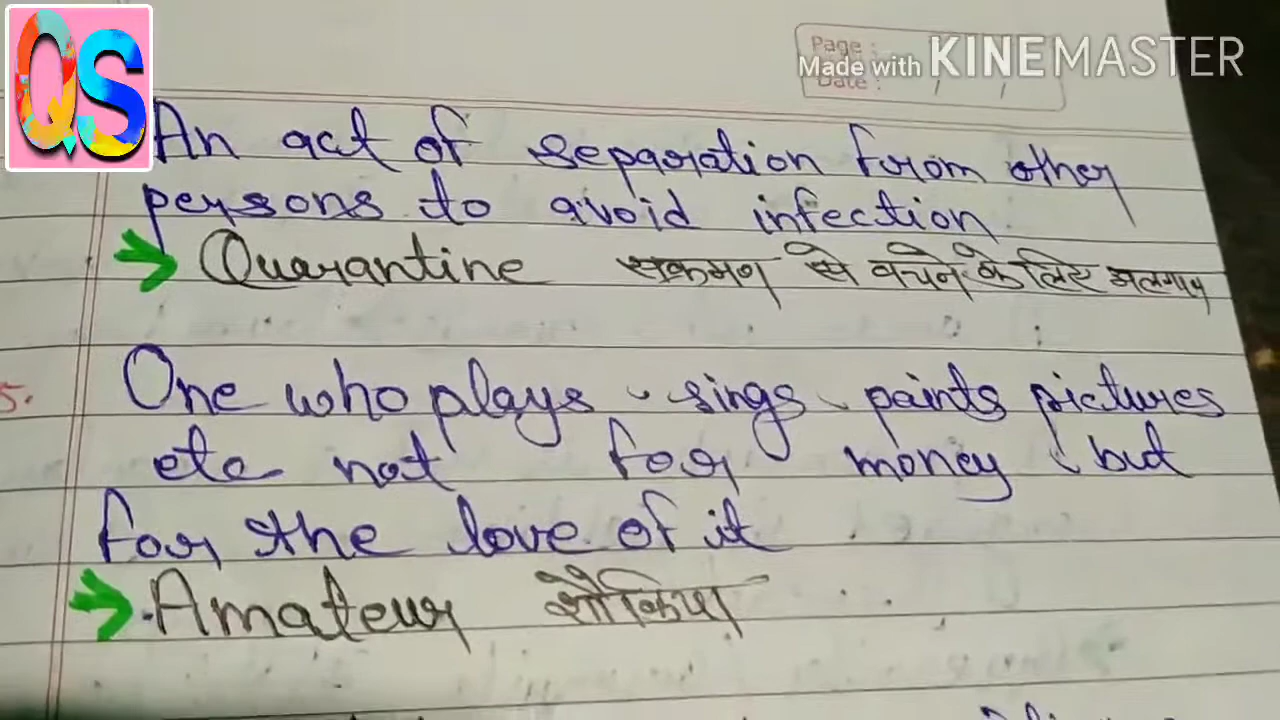 QS
Page :
Made with KINEMASTER
Date : / /
An act of separation from other
persons to avoid infection
Quarantine सक्रमण से बचने के लिए अलगाव
5.
One who plays, sings, paints pictures
etc not for money, but
for the love of it
Amateur शौकिया